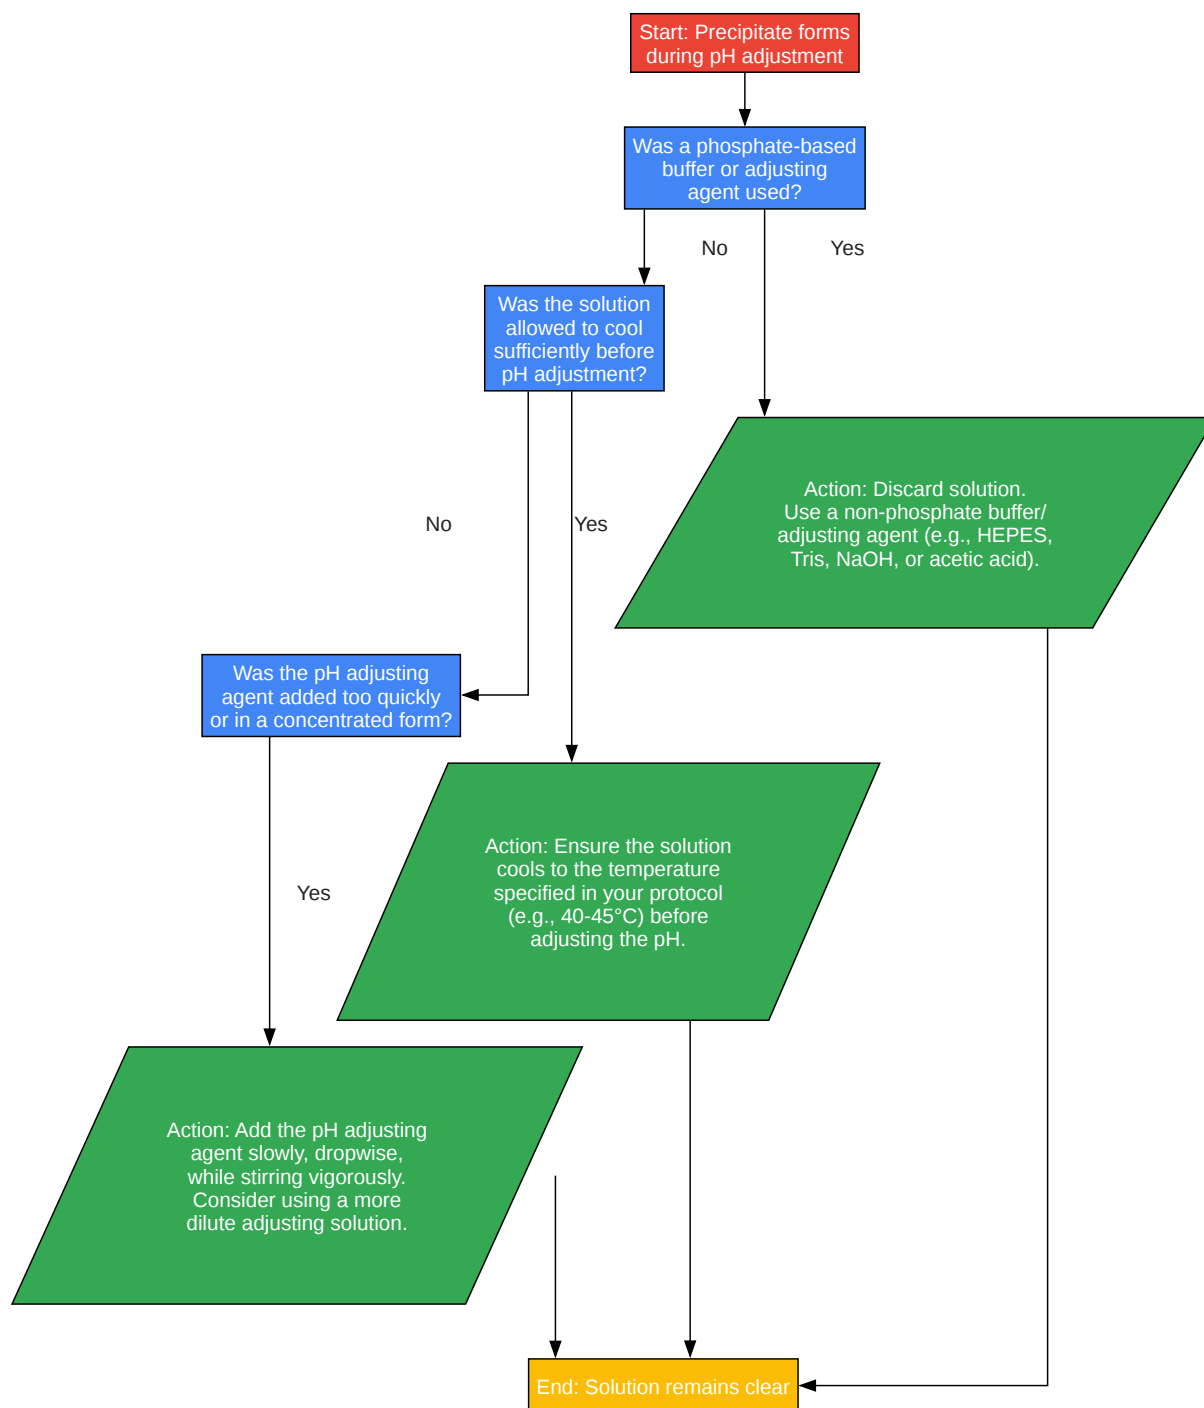 Start: Precipitate forms
during pH adjustment
Was a phosphate-based
buffer or adjusting
agent used?
No
Yes
Was the solution
allowed to cool
sufficiently before
pH adjustment?
Action: Discard solution.
Use a non-phosphate buffer/
adjusting agent (e.g., HEPES,
Tris, NaOH, or acetic acid).
No
Yes
Was the pH adjusting
agent added too quickly
or in a concentrated form?
Action: Ensure the solution
cools to the temperature
specified in your protocol
(e.g., 40-45°C) before
adjusting the pH.
Yes
Action: Add the pH adjusting
agent slowly, dropwise,
while stirring vigorously.
Consider using a more
dilute adjusting solution.
End: Solution remains clear